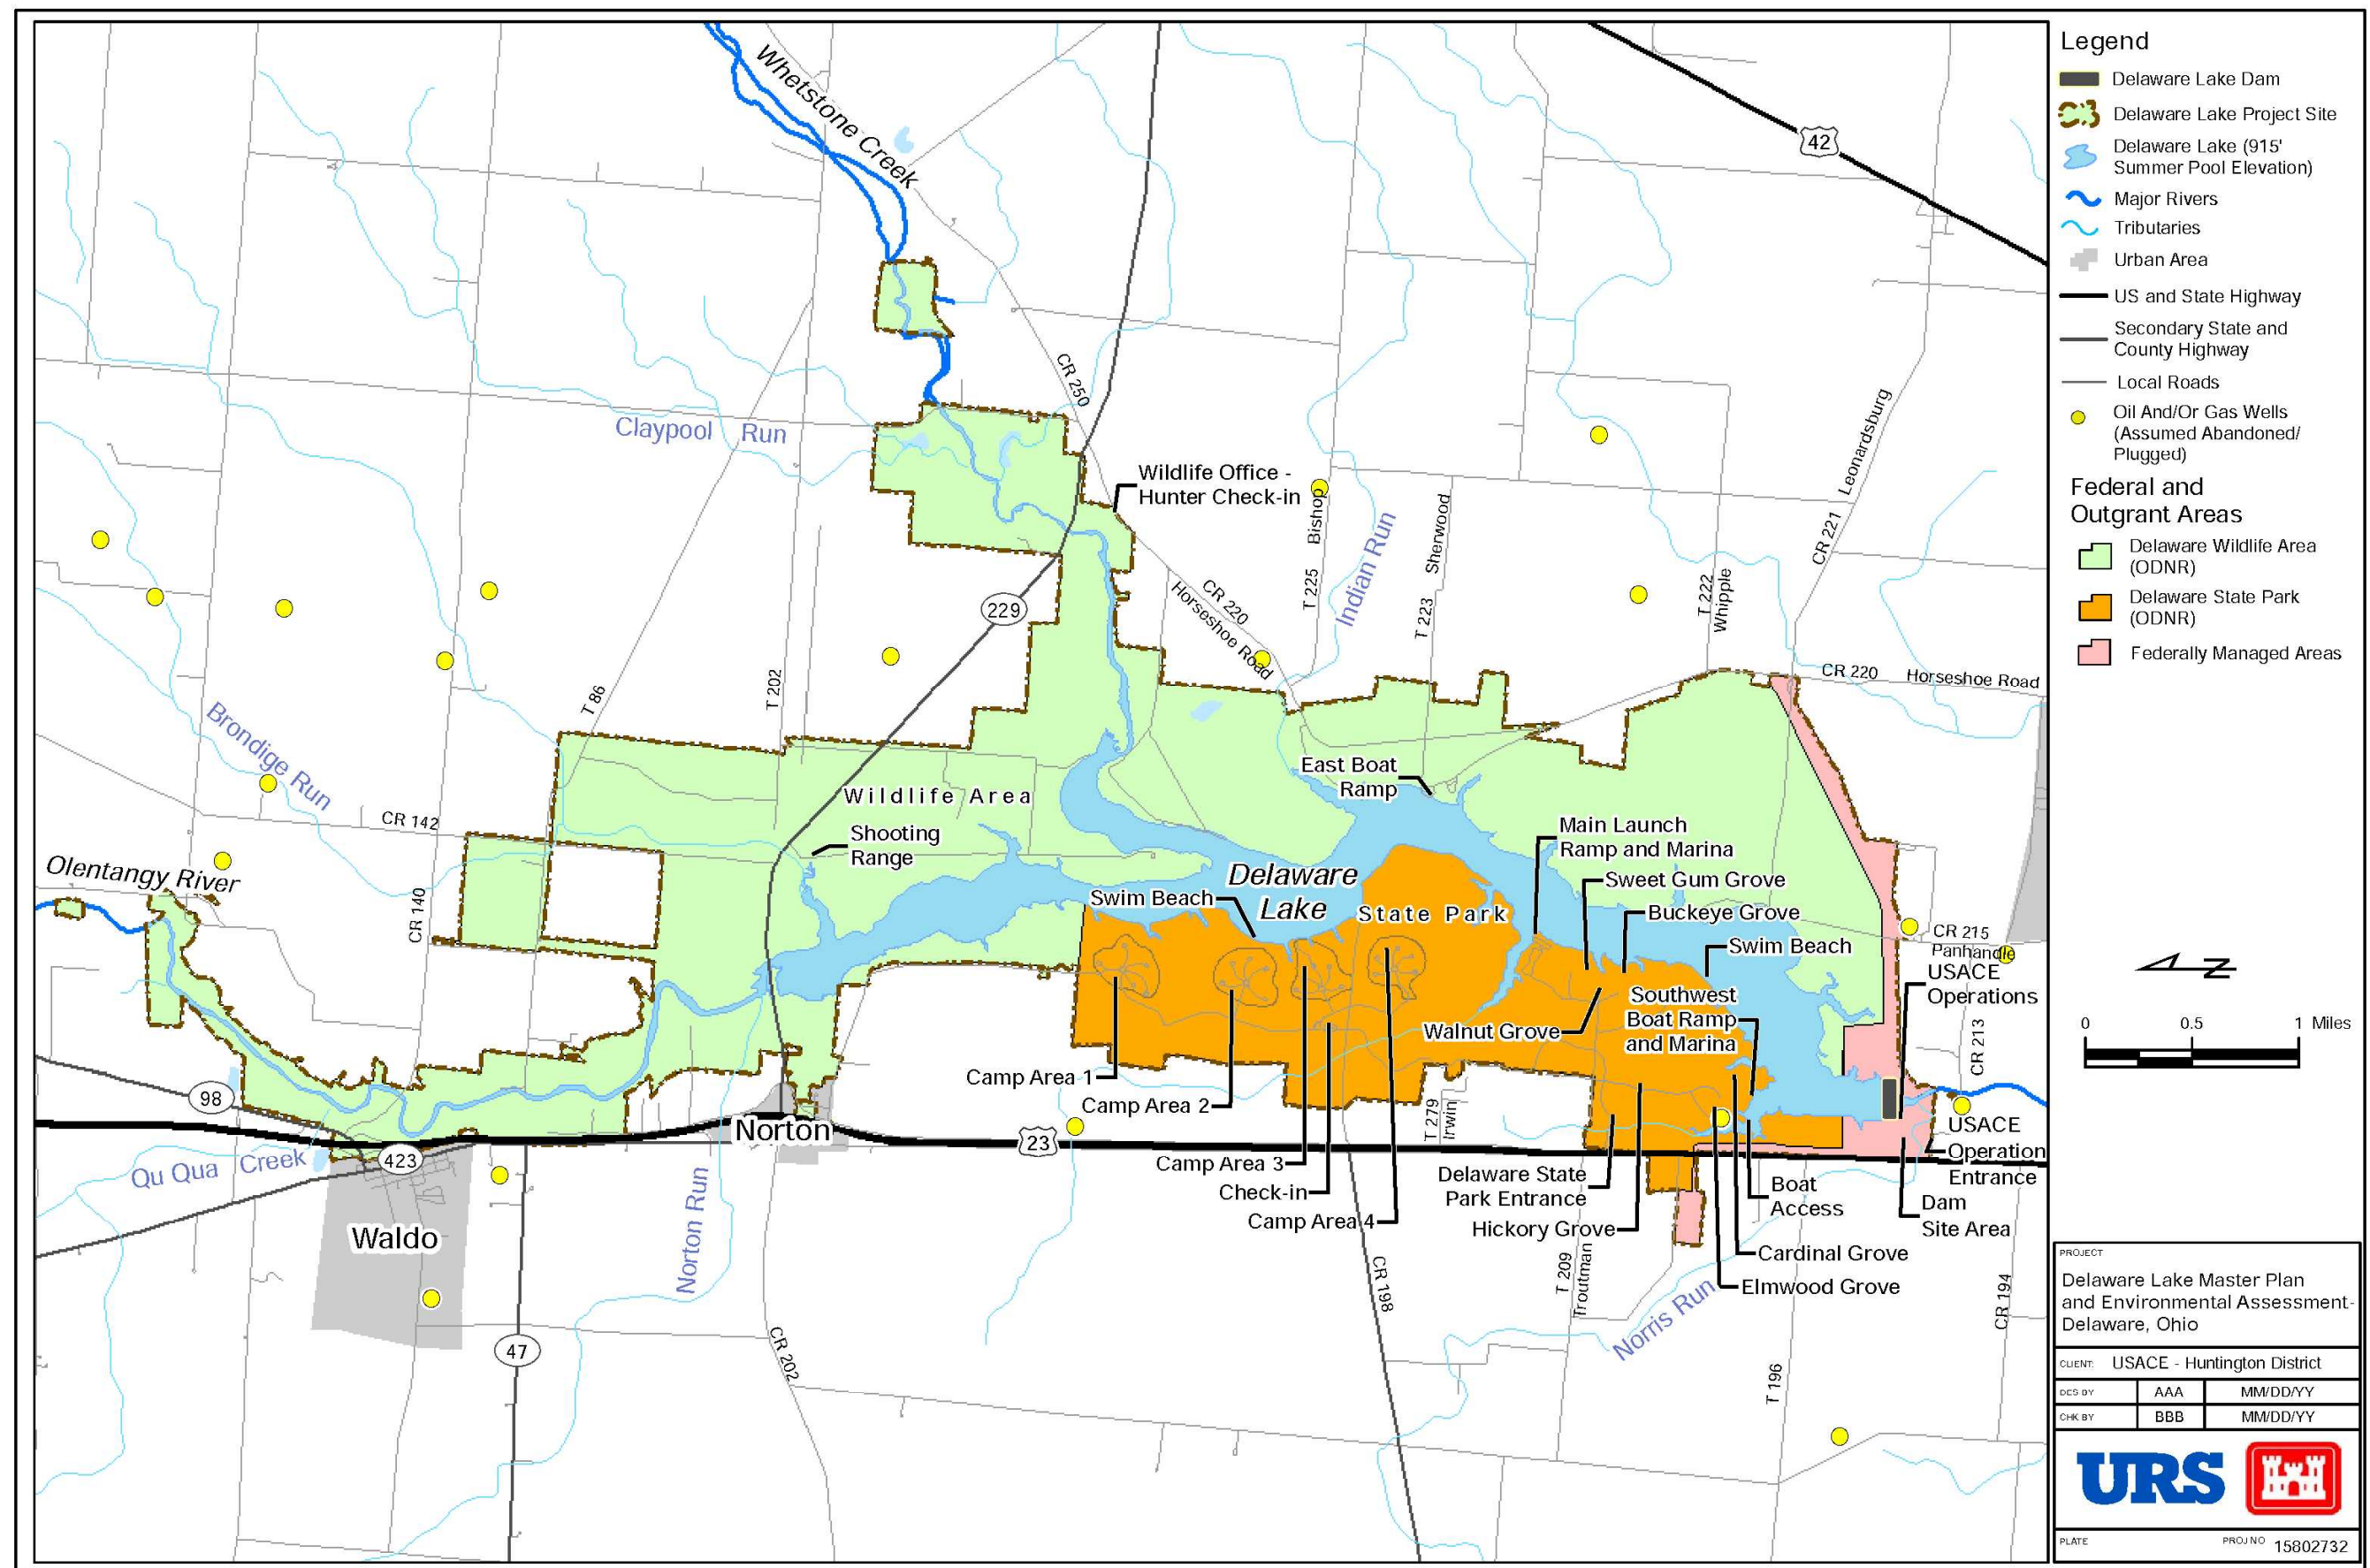 Whetstone Creek
42
Claypool Run
CR 250
Wildlife Office -
Hunter Check-in
T 225 Bishop
Indian Run
T 223 Sherwood
T 222
Whipple
CR 221 Leonardsburg
229
CR 220
Horseshoe Road
CR 220 Horseshoe Road
T 86
T 202
Brondige Run
CR 142
Olentangy River
CR 140
Wildlife Area
Shooting
Range
East Boat
Ramp
Main Launch
Ramp and Marina
Sweet Gum Grove
Buckeye Grove
Swim Beach
Delaware
Lake
Swim Beach
State Park
CR 215
Panhandle
USACE
Operations
Southwest
Boat Ramp
and Marina
Walnut Grove
CR 213
Camp Area 1
Camp Area 2
T 279
Irwin
98
423
Norton
23
USACE
Operation
Entrance
Qu Qua Creek
Camp Area 3
Check-in
Camp Area 4
Delaware State
Park Entrance
Hickory Grove
Boat
Access
Dam
Site Area
Cardinal Grove
Elmwood Grove
Waldo
Norton Run
47
CR 202
CR 198
T 209
Troutman
Norris Run
T 196
CR 194
Legend
Delaware Lake Dam
Delaware Lake Project Site
Delaware Lake (915'
Summer Pool Elevation)
Major Rivers
Tributaries
Urban Area
US and State Highway
Secondary State and
County Highway
Local Roads
Oil And/Or Gas Wells
(Assumed Abandoned/
Plugged)
Federal and
Outgrant Areas
Delaware Wildlife Area
(ODNR)
Delaware State Park
(ODNR)
Federally Managed Areas
N
0 0.5 1 Miles
PROJECT
Delaware Lake Master Plan
and Environmental Assessment-
Delaware, Ohio
CLIENT: USACE - Huntington District
DES BY AAA MM/DD/YY
CHK BY BBB MM/DD/YY
URS
PLATE PROJ NO 15802732